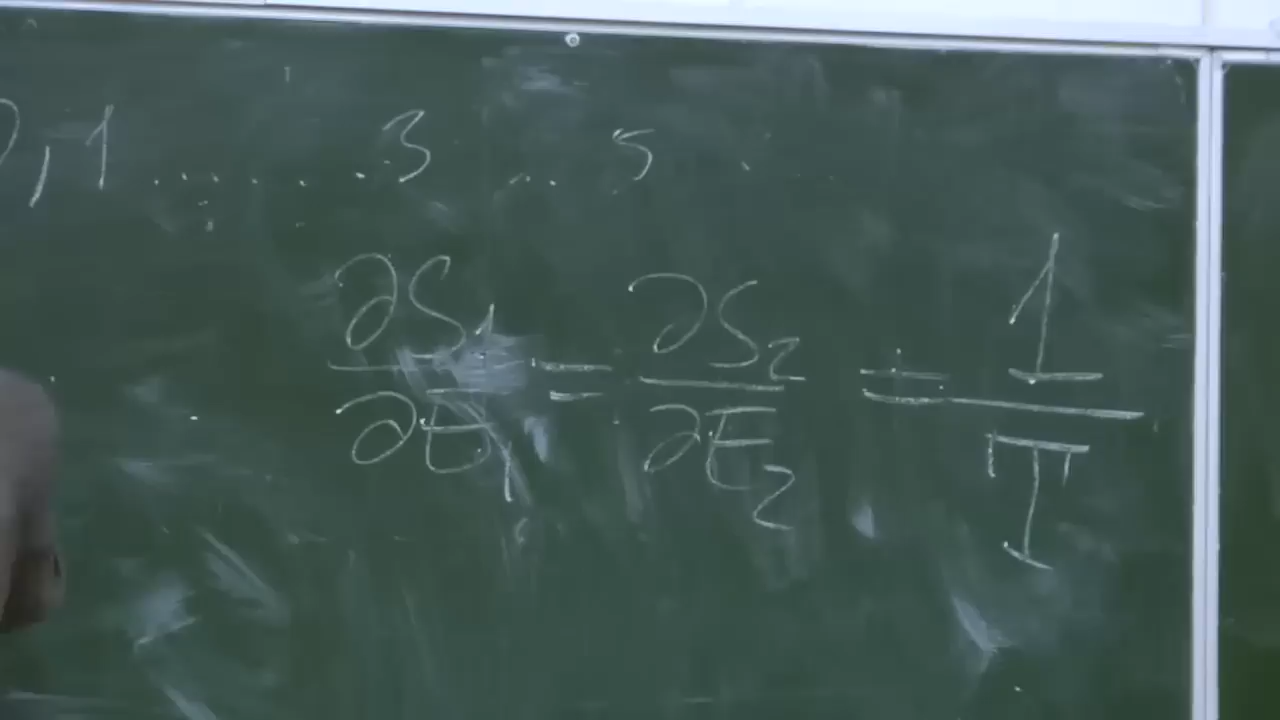 ,1 ..... 3 ... 5 .
∂S₁/∂E₁ = ∂S₂/∂E₂ = 1/T